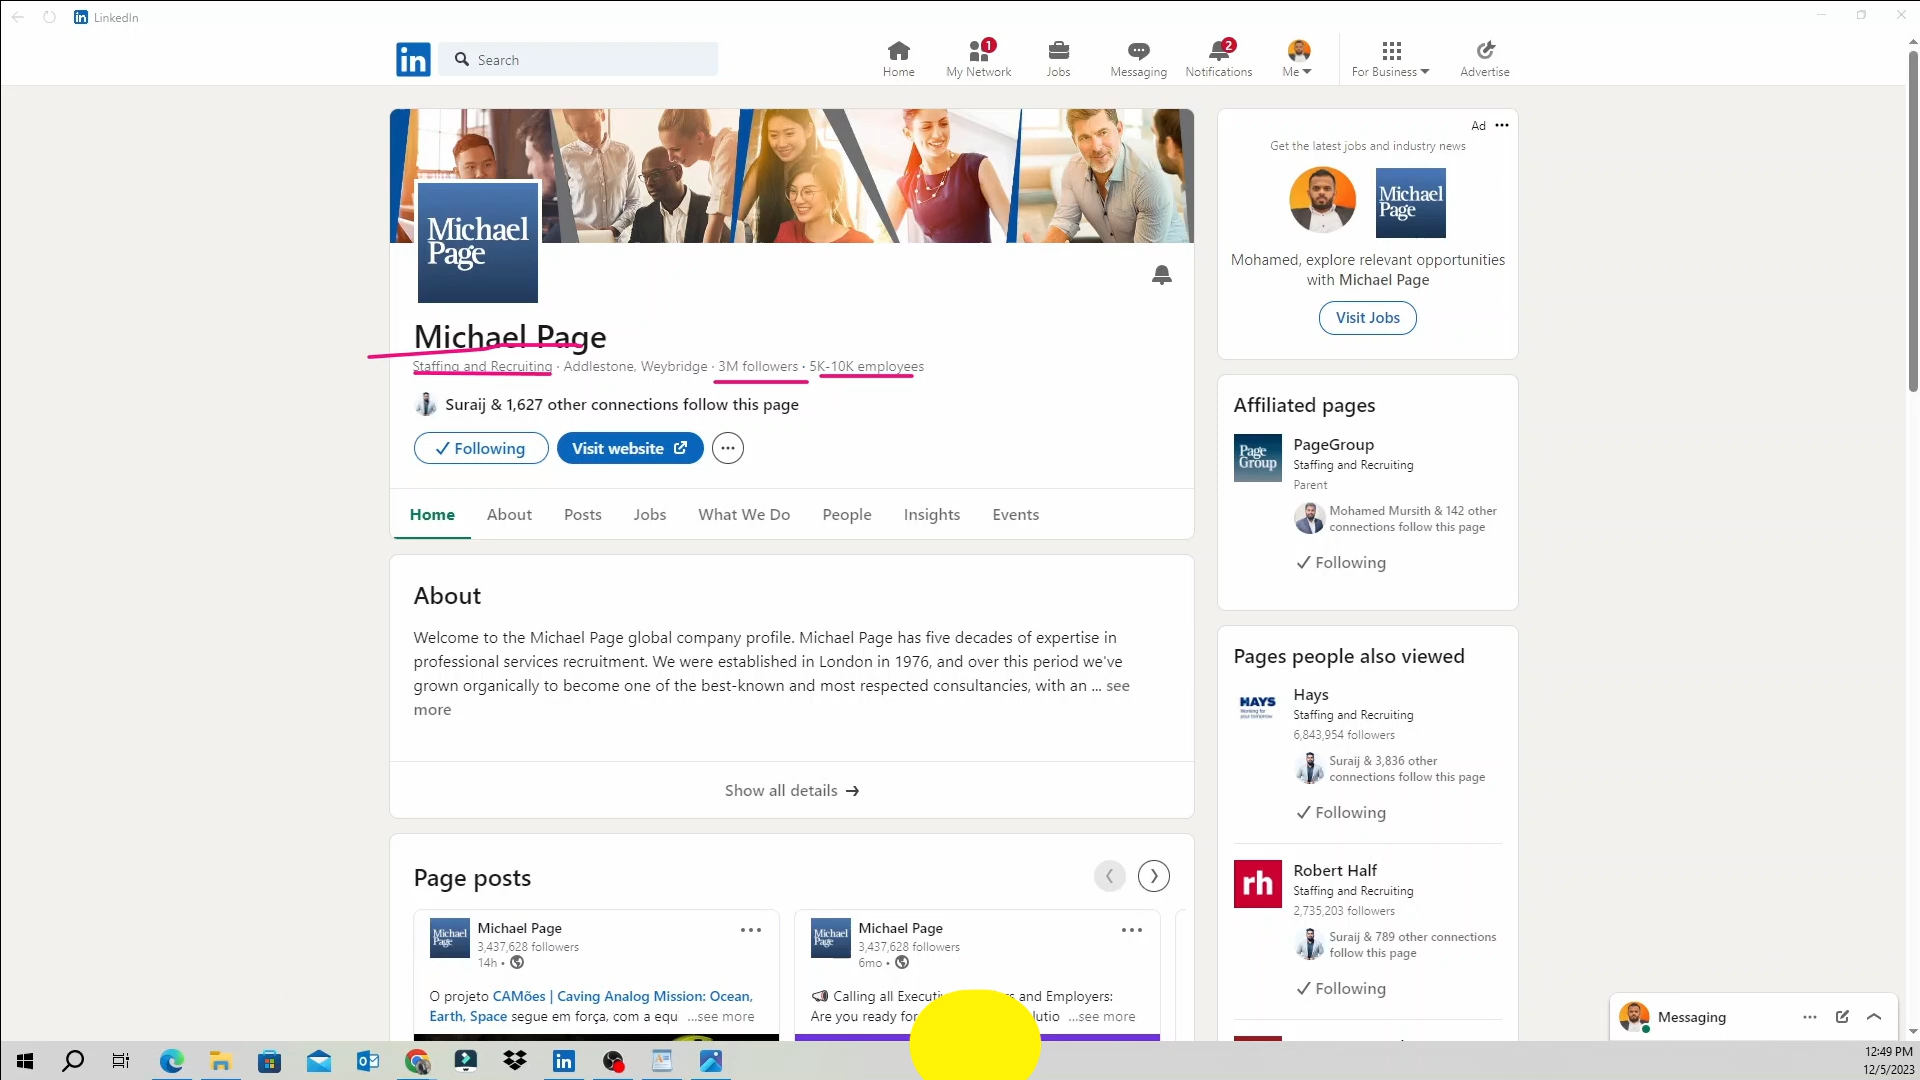 LinkedIn
in
Search
Home
My Network
1
Jobs
Messaging
Notifications
2
Me
For Business
Advertise
Michael
Page
Michael Page
Staffing and Recruiting · Addlestone, Weybridge · 3M followers · 5K-10K employees
Suraij & 1,627 other connections follow this page
Following
Visit website
Home
About
Posts
Jobs
What We Do
People
Insights
Events
About
Welcome to the Michael Page global company profile. Michael Page has five decades of expertise in
professional services recruitment. We were established in London in 1976, and over this period we've
grown organically to become one of the best-known and most respected consultancies, with an ... see
more
Show all details
Page posts
Michael
Page
Michael Page
3,437,628 followers
14h •
O projeto CAMões | Caving Analog Mission: Ocean,
Earth, Space segue em força, com a equ ...see more
Michael
Page
Michael Page
3,437,628 followers
6mo •
Calling all and Employers:
Are you ready for ...see more
Ad
Get the latest jobs and industry news
Michael
Page
Mohamed, explore relevant opportunities
with Michael Page
Visit Jobs
Affiliated pages
Page
Group
PageGroup
Staffing and Recruiting
Parent
Mohamed Mursith & 142 other
connections follow this page
Following
Pages people also viewed
HAYS
Working for
your tomorrow
Hays
Staffing and Recruiting
6,843,954 followers
Suraij & 3,836 other
connections follow this page
Following
rh
Robert Half
Staffing and Recruiting
2,735,203 followers
Suraij & 789 other connections
follow this page
Following
Messaging
12:49 PM
12/5/2023